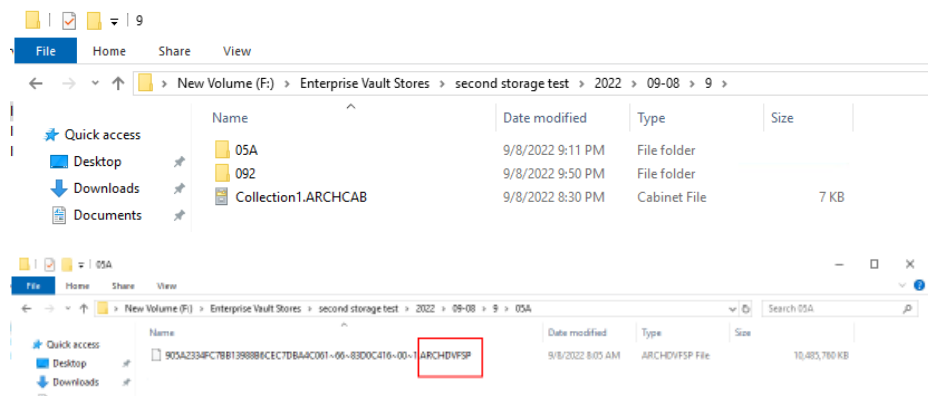 9
File Home Share View
New Volume (F:) > Enterprise Vault Stores > second storage test > 2022 > 09-08 > 9 >
Name Date modified Type Size
Quick access
05A 9/8/2022 9:11 PM File folder
Desktop
092 9/8/2022 9:50 PM File folder
Downloads
Collection1.ARCHCAB 9/8/2022 8:30 PM Cabinet File 7 KB
Documents
05A
File Home Share View
New Volume (F:) > Enterprise Vault Stores > second storage test > 2022 > 09-08 > 9 > 05A Search 05A
Name Date modified Type Size
Quick access
905A2334FC7BB13988B6CEC7DBA4C061~66~83D0C416~00~1.ARCHDVFSP 9/8/2022 8:05 AM ARCHDVFSP File 10,485,760 KB
Desktop
Downloads